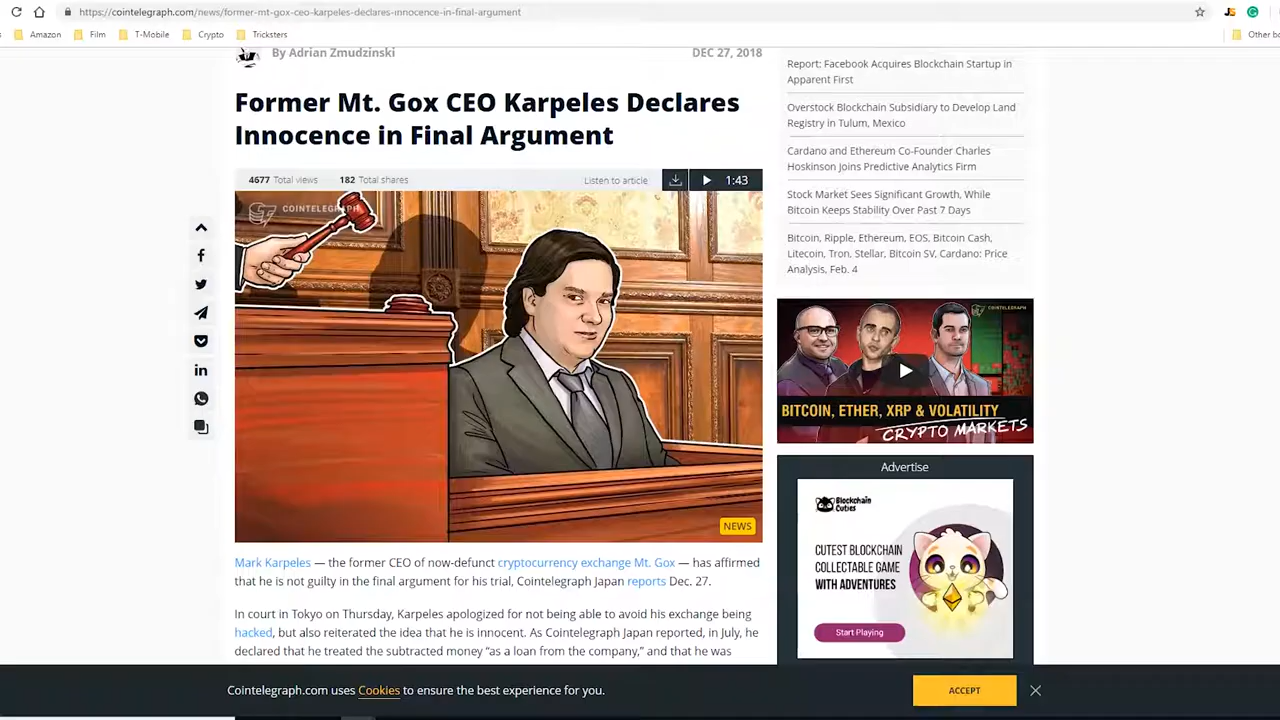 https://cointelegraph.com/news/former-mt-gox-ceo-karpeles-declares-innocence-in-final-argument
Amazon
Film
T-Mobile
Crypto
Tricksters
By Adrian Zmudzinski
DEC 27, 2018
Former Mt. Gox CEO Karpeles Declares
Innocence in Final Argument
4677 Total views
182 Total shares
Listen to article
1:43
COINTELEGRAPH
NEWS
Mark Karpeles — the former CEO of now-defunct cryptocurrency exchange Mt. Gox — has affirmed
that he is not guilty in the final argument for his trial, Cointelegraph Japan reports Dec. 27.
In court in Tokyo on Thursday, Karpeles apologized for not being able to avoid his exchange being
hacked, but also reiterated the idea that he is innocent. As Cointelegraph Japan reported, in July, he
declared that he treated the subtracted money “as a loan from the company,” and that he was
Report: Facebook Acquires Blockchain Startup in
Apparent First
Overstock Blockchain Subsidiary to Develop Land
Registry in Tulum, Mexico
Cardano and Ethereum Co-Founder Charles
Hoskinson Joins Predictive Analytics Firm
Stock Market Sees Significant Growth, While
Bitcoin Keeps Stability Over Past 7 Days
Bitcoin, Ripple, Ethereum, EOS, Bitcoin Cash,
Litecoin, Tron, Stellar, Bitcoin SV, Cardano: Price
Analysis, Feb. 4
COINTELEGRAPH
BITCOIN, ETHER, XRP & VOLATILITY
CRYPTO MARKETS
Advertise
Blockchain
Cuties
CUTEST BLOCKCHAIN
COLLECTABLE GAME
WITH ADVENTURES
Start Playing
Cointelegraph.com uses Cookies to ensure the best experience for you.
ACCEPT